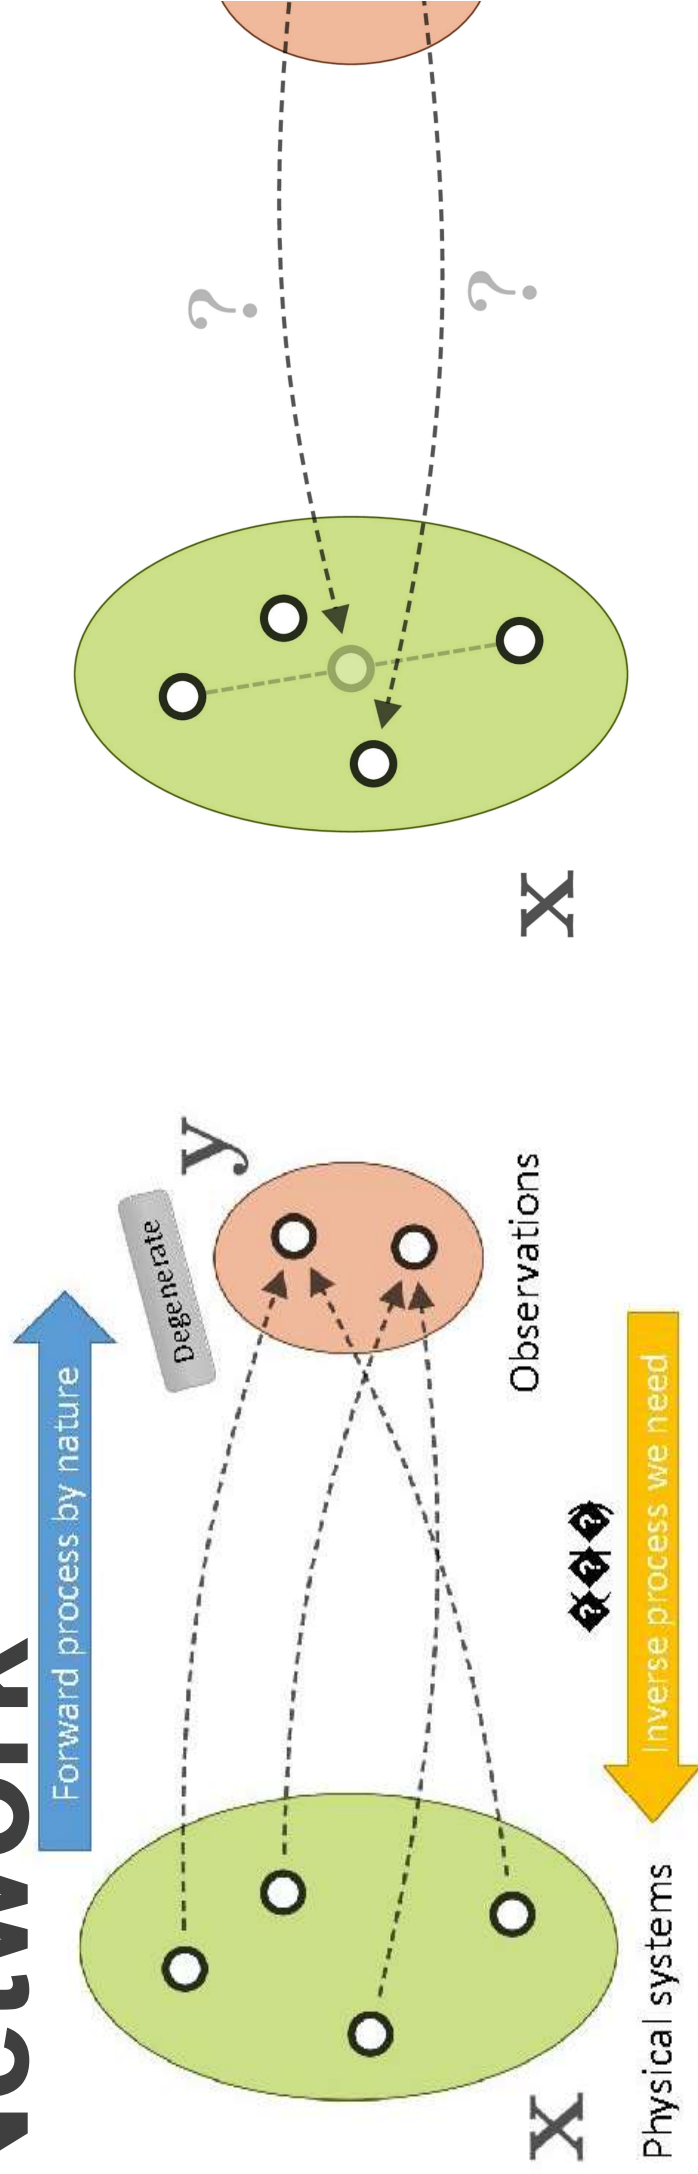 Forward process by nature
Degenerate
y
x
Physical systems
Observations
Inverse process we need
?
?
x